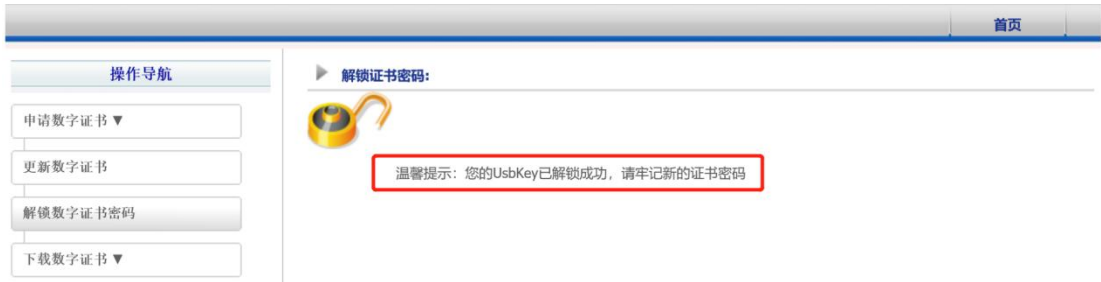 首页
操作导航
申请数字证书▼
更新数字证书
解锁数字证书密码
下载数字证书▼
解锁证书密码:
温馨提示：您的UsbKey已解锁成功，请牢记新的证书密码